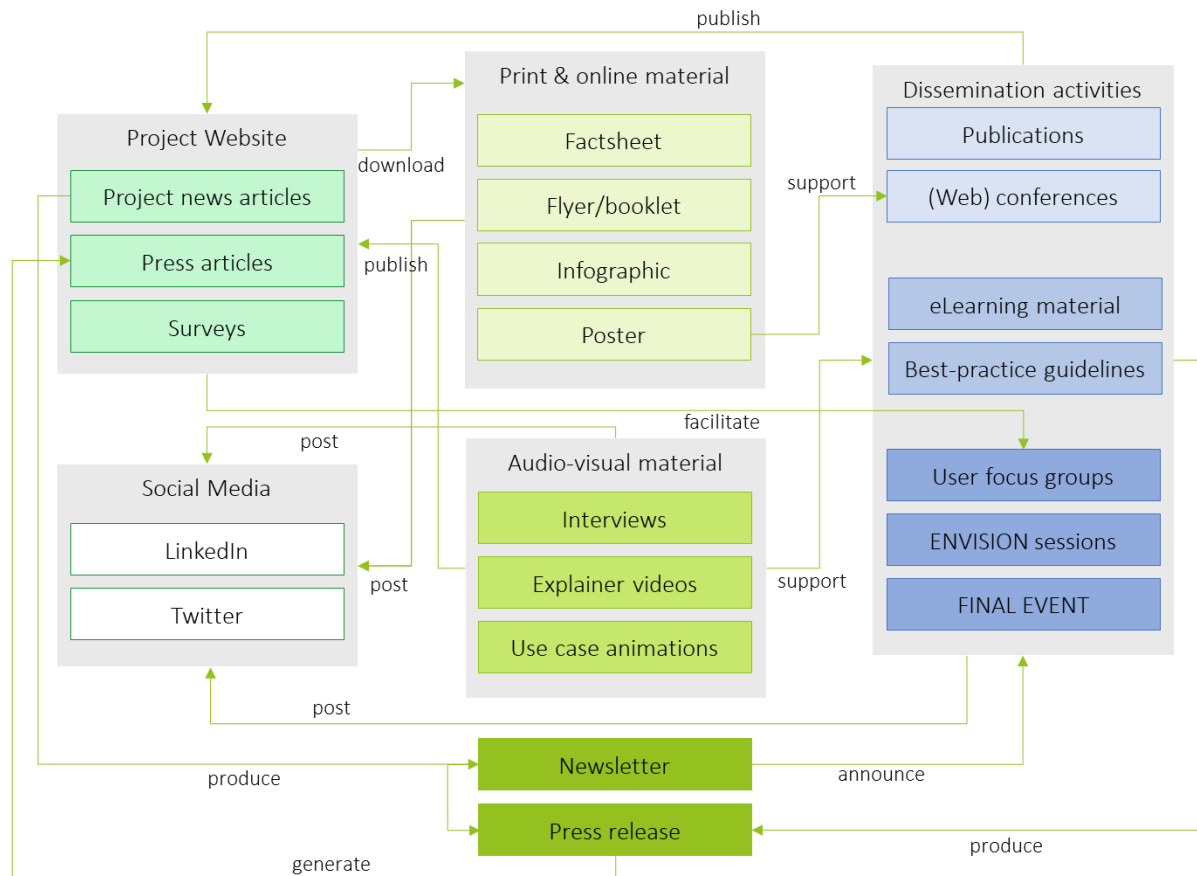 publish
Print & online material
Dissemination activities
Project Website
download
Factsheet
Publications
Project news articles
Flyer/booklet
support
(Web) conferences
Press articles
publish
Infographic
eLearning material
Surveys
Poster
Best-practice guidelines
facilitate
post
Audio-visual material
Social Media
User focus groups
Interviews
ENVISION sessions
LinkedIn
post
Explainer videos
support
FINAL EVENT
Twitter
Use case animations
post
Newsletter
produce
announce
Press release
produce
generate